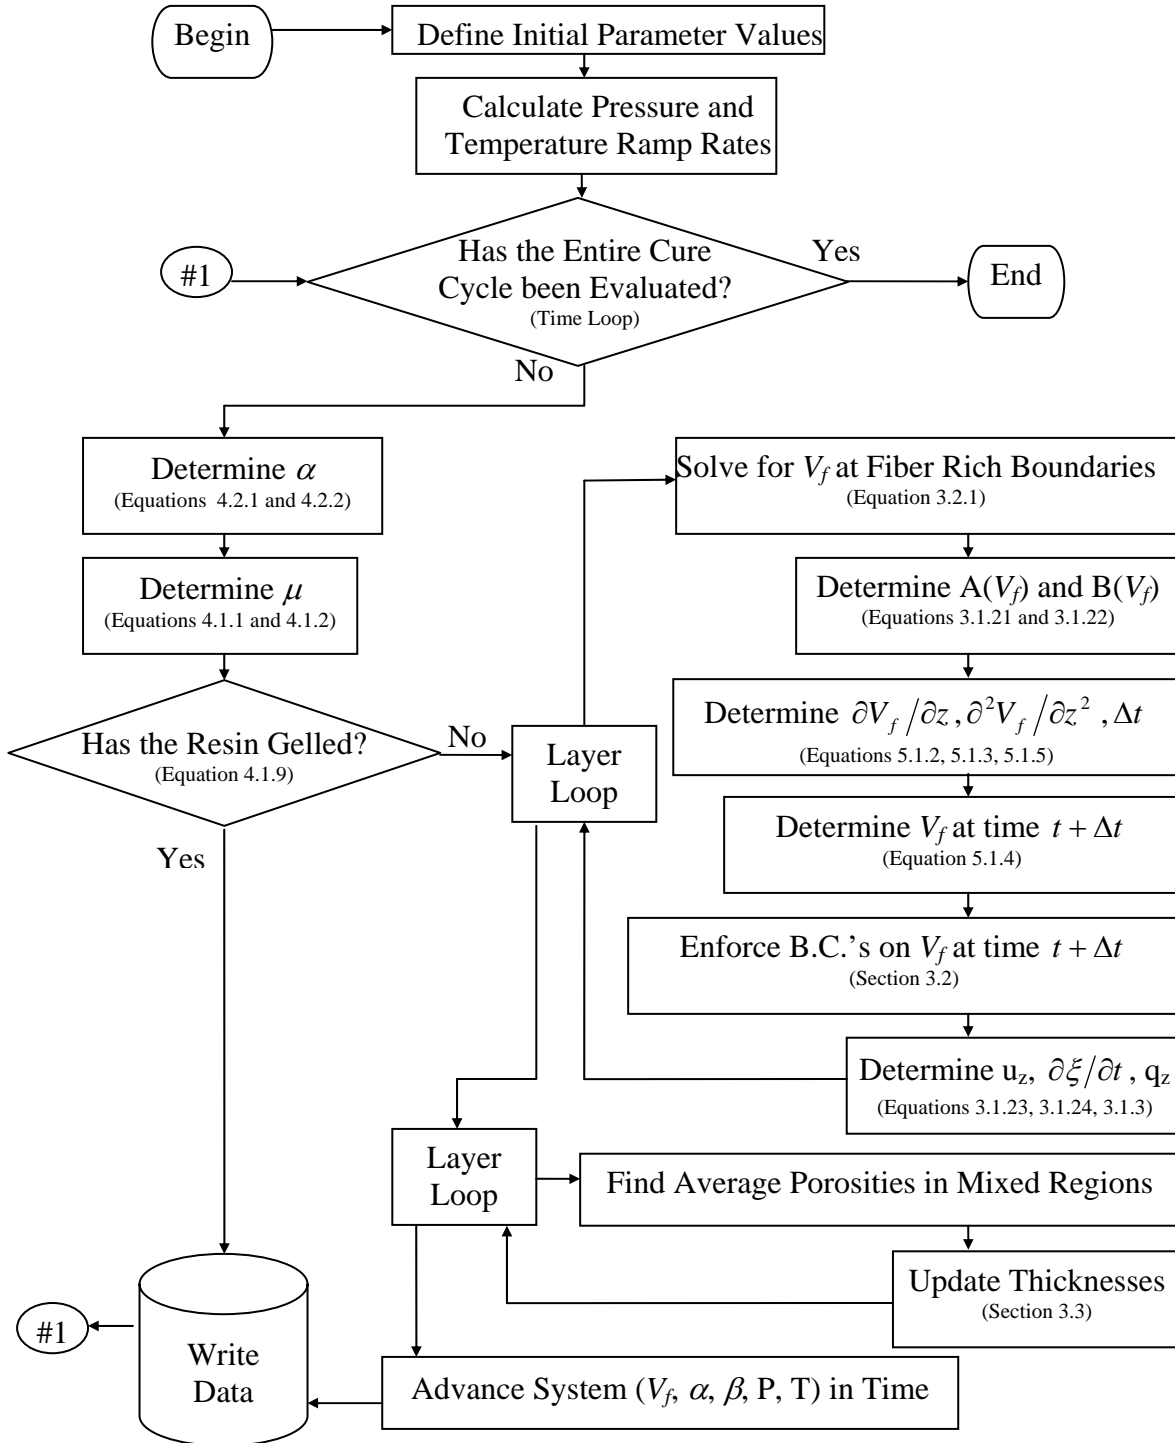 Begin
Define Initial Parameter Values
Calculate Pressure and
Temperature Ramp Rates
Has the Entire Cure
Cycle been Evaluated?
(Time Loop)
Yes
End
#1
No
Determine α
(Equations 4.2.1 and 4.2.2)
Determine μ
(Equations 4.1.1 and 4.1.2)
Has the Resin Gelled?
(Equation 4.1.9)
No
Yes
Layer
Loop
Solve for V_f at Fiber Rich Boundaries
(Equation 3.2.1)
Determine A(V_f) and B(V_f)
(Equations 3.1.21 and 3.1.22)
Determine ∂V_f/∂z, ∂²V_f/∂z², Δt
(Equations 5.1.2, 5.1.3, 5.1.5)
Determine V_f at time t + Δt
(Equation 5.1.4)
Enforce B.C.'s on V_f at time t + Δt
(Section 3.2)
Determine u_z, ∂ξ/∂t, q_z
(Equations 3.1.23, 3.1.24, 3.1.3)
Layer
Loop
Find Average Porosities in Mixed Regions
Update Thicknesses
(Section 3.3)
Advance System (V_f, α, β, P, T) in Time
Write
Data
#1